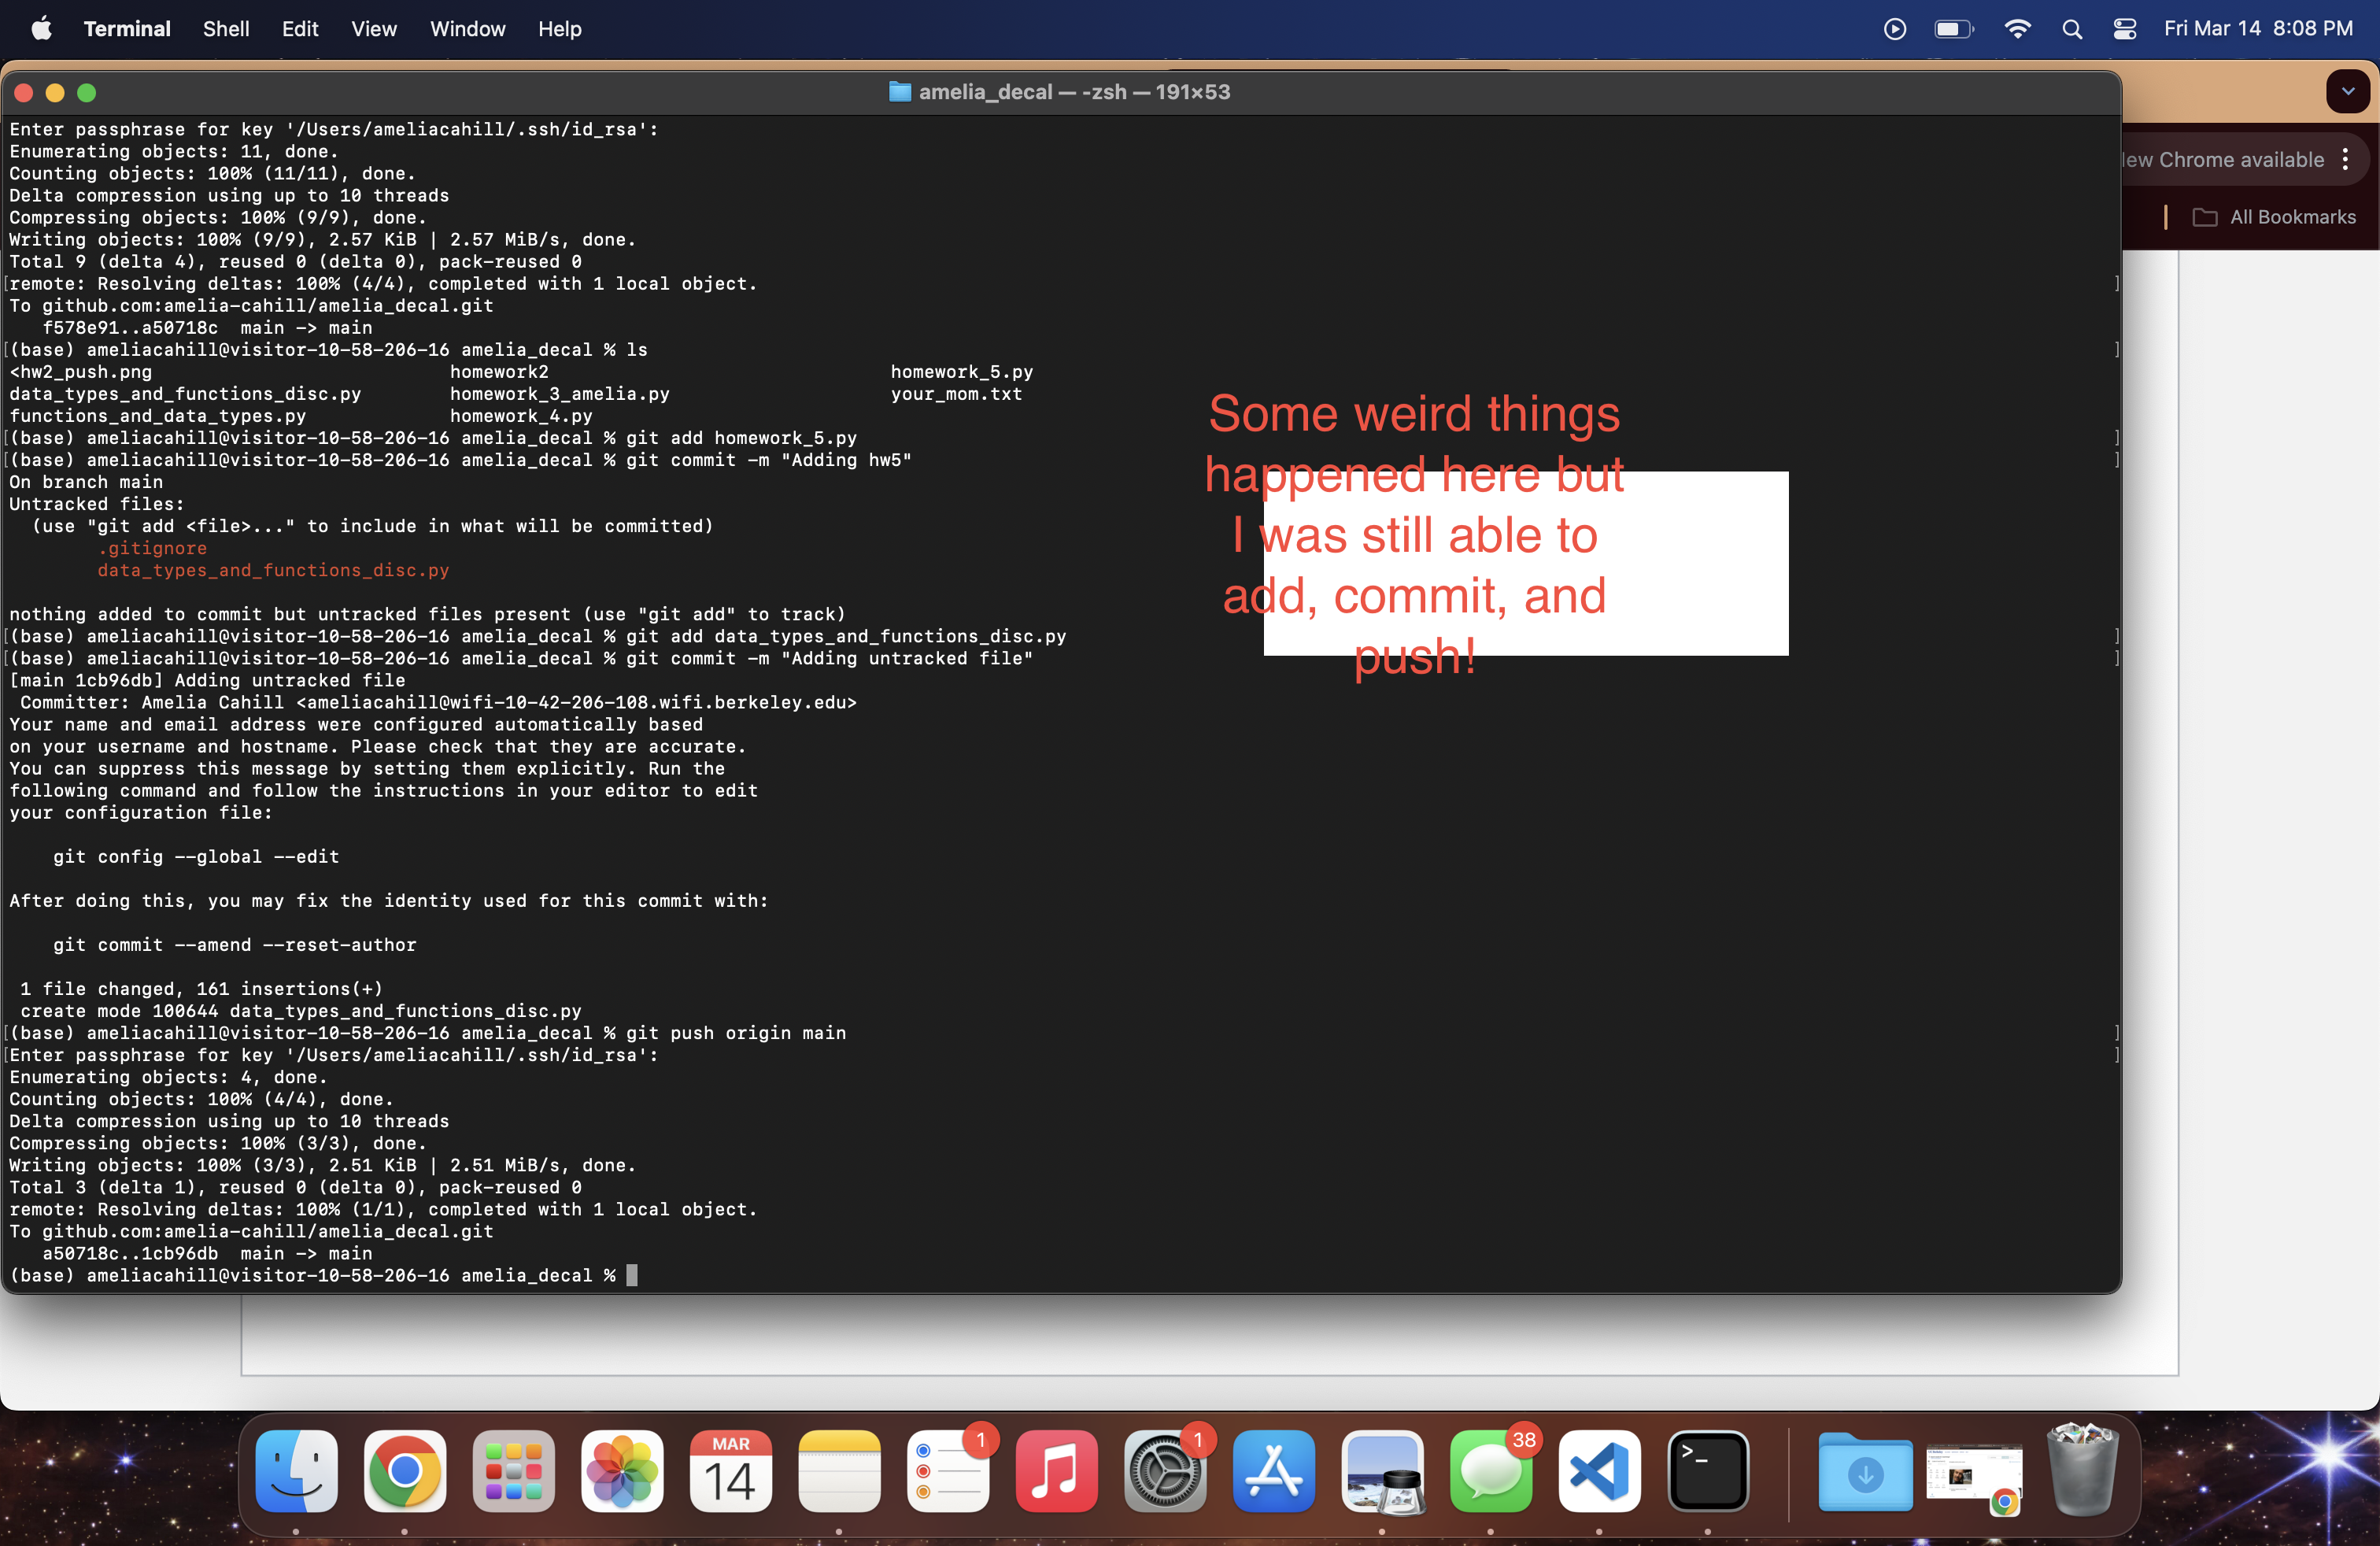 Terminal Shell Edit View Window Help Fri Mar 14 8:08 PM
amelia_decal — -zsh — 191×53
Chrome available
All Bookmarks
Enter passphrase for key '/Users/ameliacahill/.ssh/id_rsa':
Enumerating objects: 11, done.
Counting objects: 100% (11/11), done.
Delta compression using up to 10 threads
Compressing objects: 100% (9/9), done.
Writing objects: 100% (9/9), 2.57 KiB | 2.57 MiB/s, done.
Total 9 (delta 4), reused 0 (delta 0), pack-reused 0
[remote: Resolving deltas: 100% (4/4), completed with 1 local object. ]
To github.com:amelia-cahill/amelia_decal.git
f578e91..a50718c main -> main
[(base) ameliacahill@visitor-10-58-206-16 amelia_decal % ls ]
<hw2_push.png homework2 homework_5.py
data_types_and_functions_disc.py homework_3_amelia.py your_mom.txt
functions_and_data_types.py homework_4.py
[(base) ameliacahill@visitor-10-58-206-16 amelia_decal % git add homework_5.py ]
[(base) ameliacahill@visitor-10-58-206-16 amelia_decal % git commit -m "Adding hw5" ]
On branch main
Untracked files:
(use "git add <file>..." to include in what will be committed)
.gitignore
data_types_and_functions_disc.py
nothing added to commit but untracked files present (use "git add" to track)
[(base) ameliacahill@visitor-10-58-206-16 amelia_decal % git add data_types_and_functions_disc.py ]
[(base) ameliacahill@visitor-10-58-206-16 amelia_decal % git commit -m "Adding untracked file" ]
[main 1cb96db] Adding untracked file
Committer: Amelia Cahill <ameliacahill@wifi-10-42-206-108.wifi.berkeley.edu>
Your name and email address were configured automatically based
on your username and hostname. Please check that they are accurate.
You can suppress this message by setting them explicitly. Run the
following command and follow the instructions in your editor to edit
your configuration file:
git config --global --edit
After doing this, you may fix the identity used for this commit with:
git commit --amend --reset-author
1 file changed, 161 insertions(+)
create mode 100644 data_types_and_functions_disc.py
[(base) ameliacahill@visitor-10-58-206-16 amelia_decal % git push origin main ]
[Enter passphrase for key '/Users/ameliacahill/.ssh/id_rsa': ]
Enumerating objects: 4, done.
Counting objects: 100% (4/4), done.
Delta compression using up to 10 threads
Compressing objects: 100% (3/3), done.
Writing objects: 100% (3/3), 2.51 KiB | 2.51 MiB/s, done.
Total 3 (delta 1), reused 0 (delta 0), pack-reused 0
remote: Resolving deltas: 100% (1/1), completed with 1 local object.
To github.com:amelia-cahill/amelia_decal.git
a50718c..1cb96db main -> main
(base) ameliacahill@visitor-10-58-206-16 amelia_decal %
Some weird things
happened here but
I was still able to
add, commit, and
push!
MAR
14
1
1
38
>_